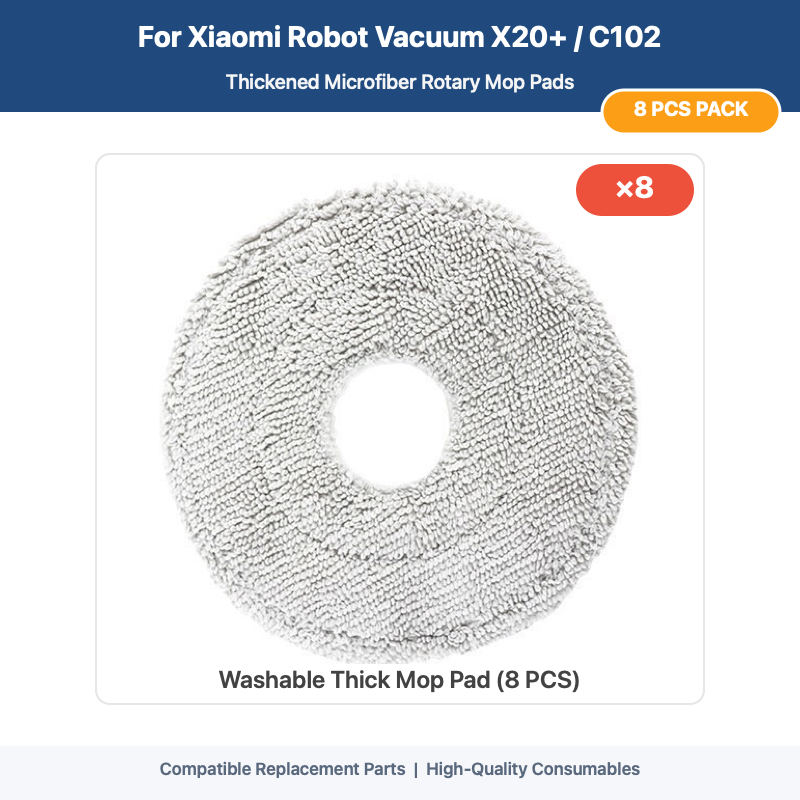 For Xiaomi Robot Vacuum X20+ / C102
Thickened Microfiber Rotary Mop Pads
8 PCS PACK
×8
Washable Thick Mop Pad (8 PCS)
Compatible Replacement Parts | High-Quality Consumables